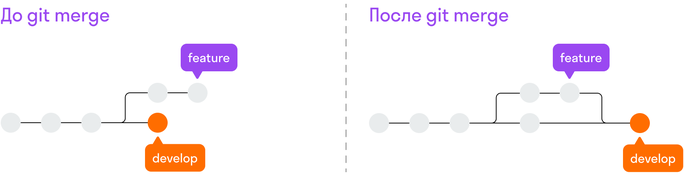 До git merge
feature
develop
После git merge
feature
develop